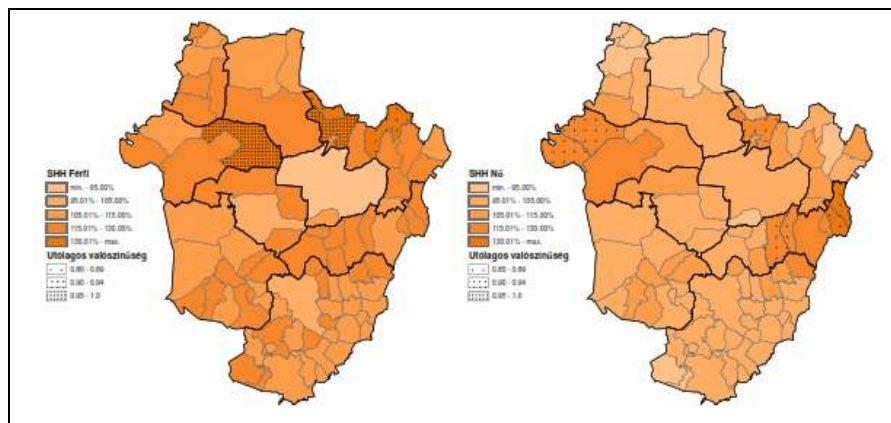 SHH Férfi
min. - 95.00%
95.01% - 105.00%
105.01% - 115.00%
115.01% - 130.00%
130.01% - max.
Utólagos valószínűség
0.80 - 0.89
0.90 - 0.94
0.95 - 1.0
SHH Nő
min. - 95.00%
95.01% - 105.00%
105.01% - 115.00%
115.01% - 130.00%
130.01% - max.
Utólagos valószínűség
0.80 - 0.89
0.90 - 0.94
0.95 - 1.0